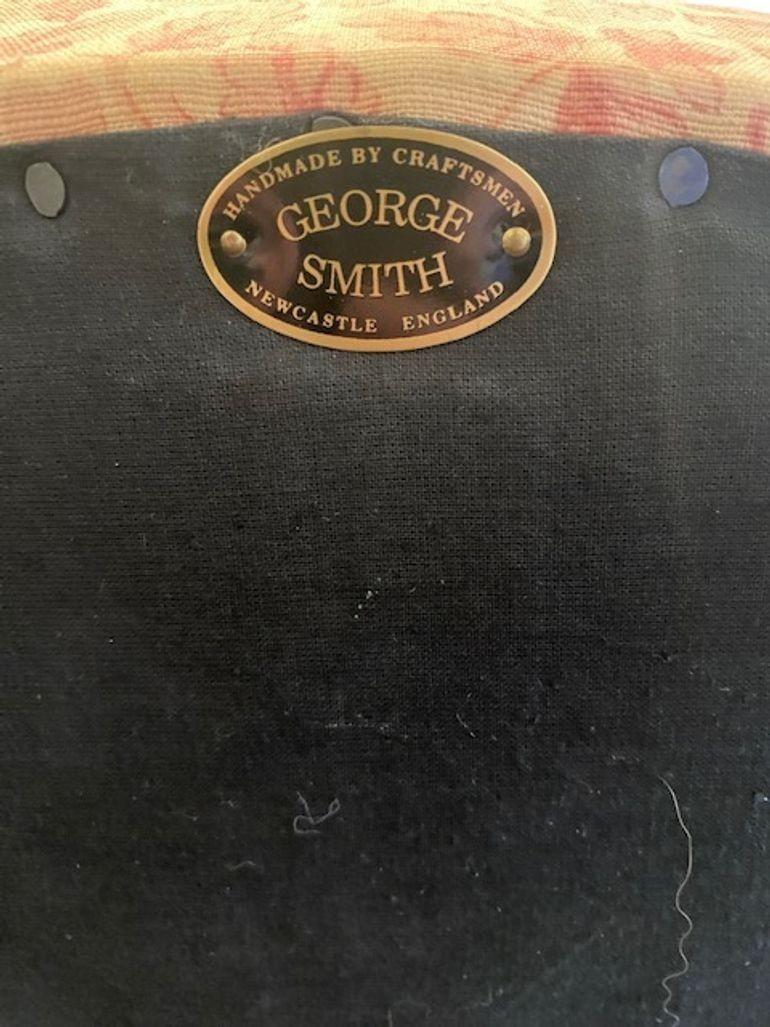 HANDMADE BY CRAFTSMEN
GEORGE
SMITH
NEWCASTLE ENGLAND